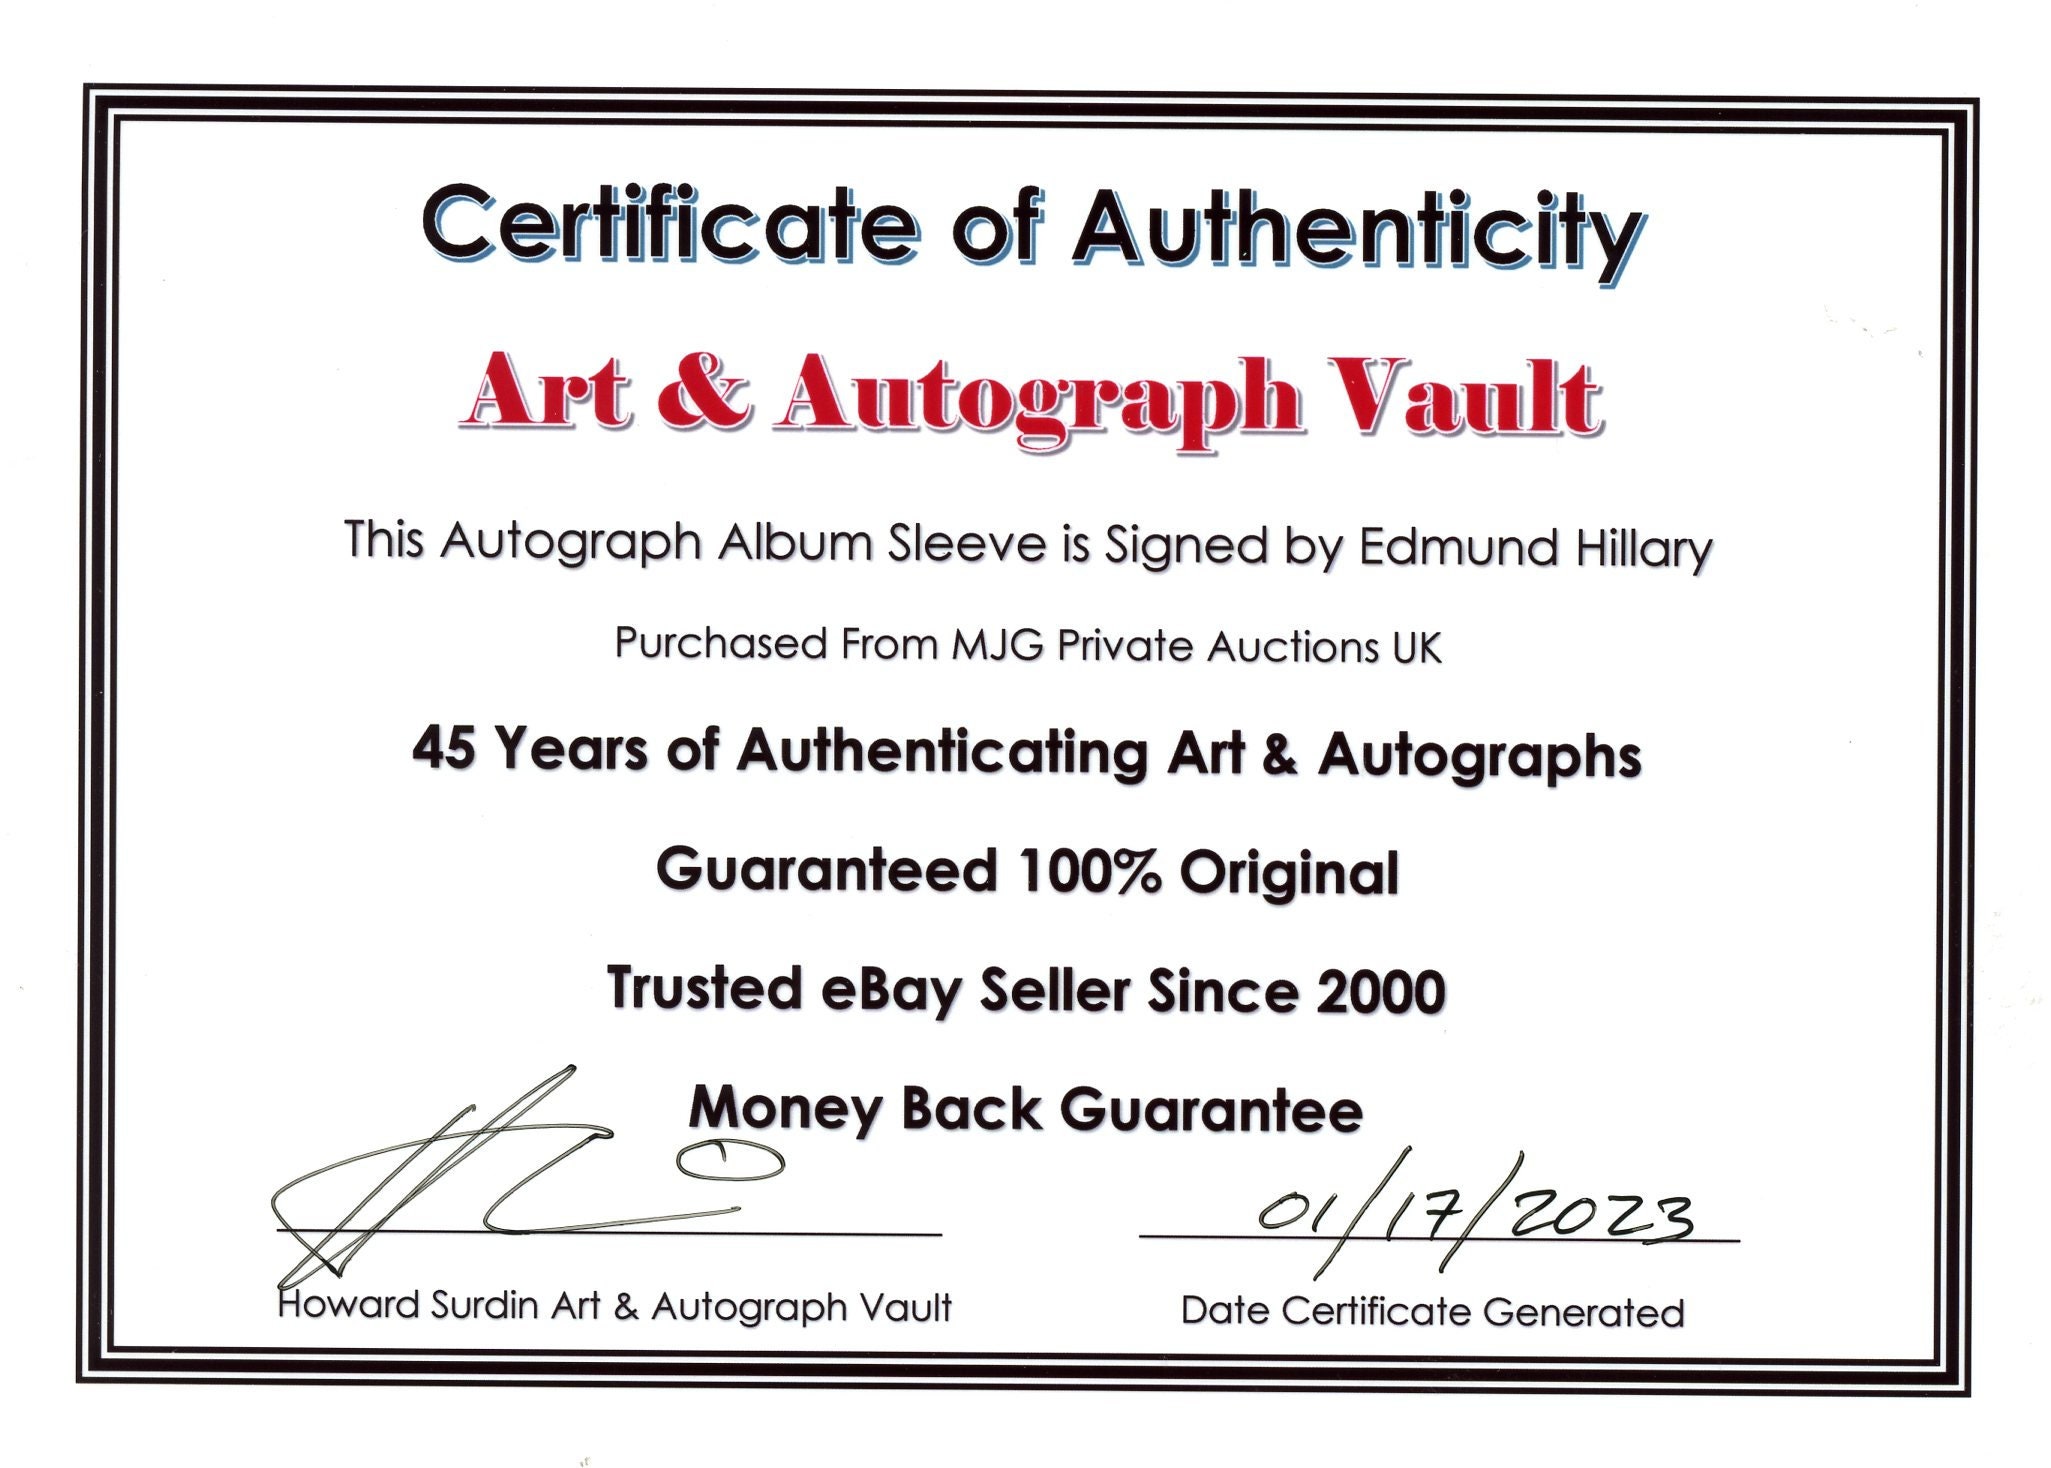 Certificate of Authenticity
Art & Autograph Vault
This Autograph Album Sleeve is Signed by Edmund Hillary
Purchased From MJG Private Auctions UK
45 Years of Authenticating Art & Autographs
Guaranteed 100% Original
Trusted eBay Seller Since 2000
Money Back Guarantee
01/17/2023
Howard Surdin Art & Autograph Vault
Date Certificate Generated